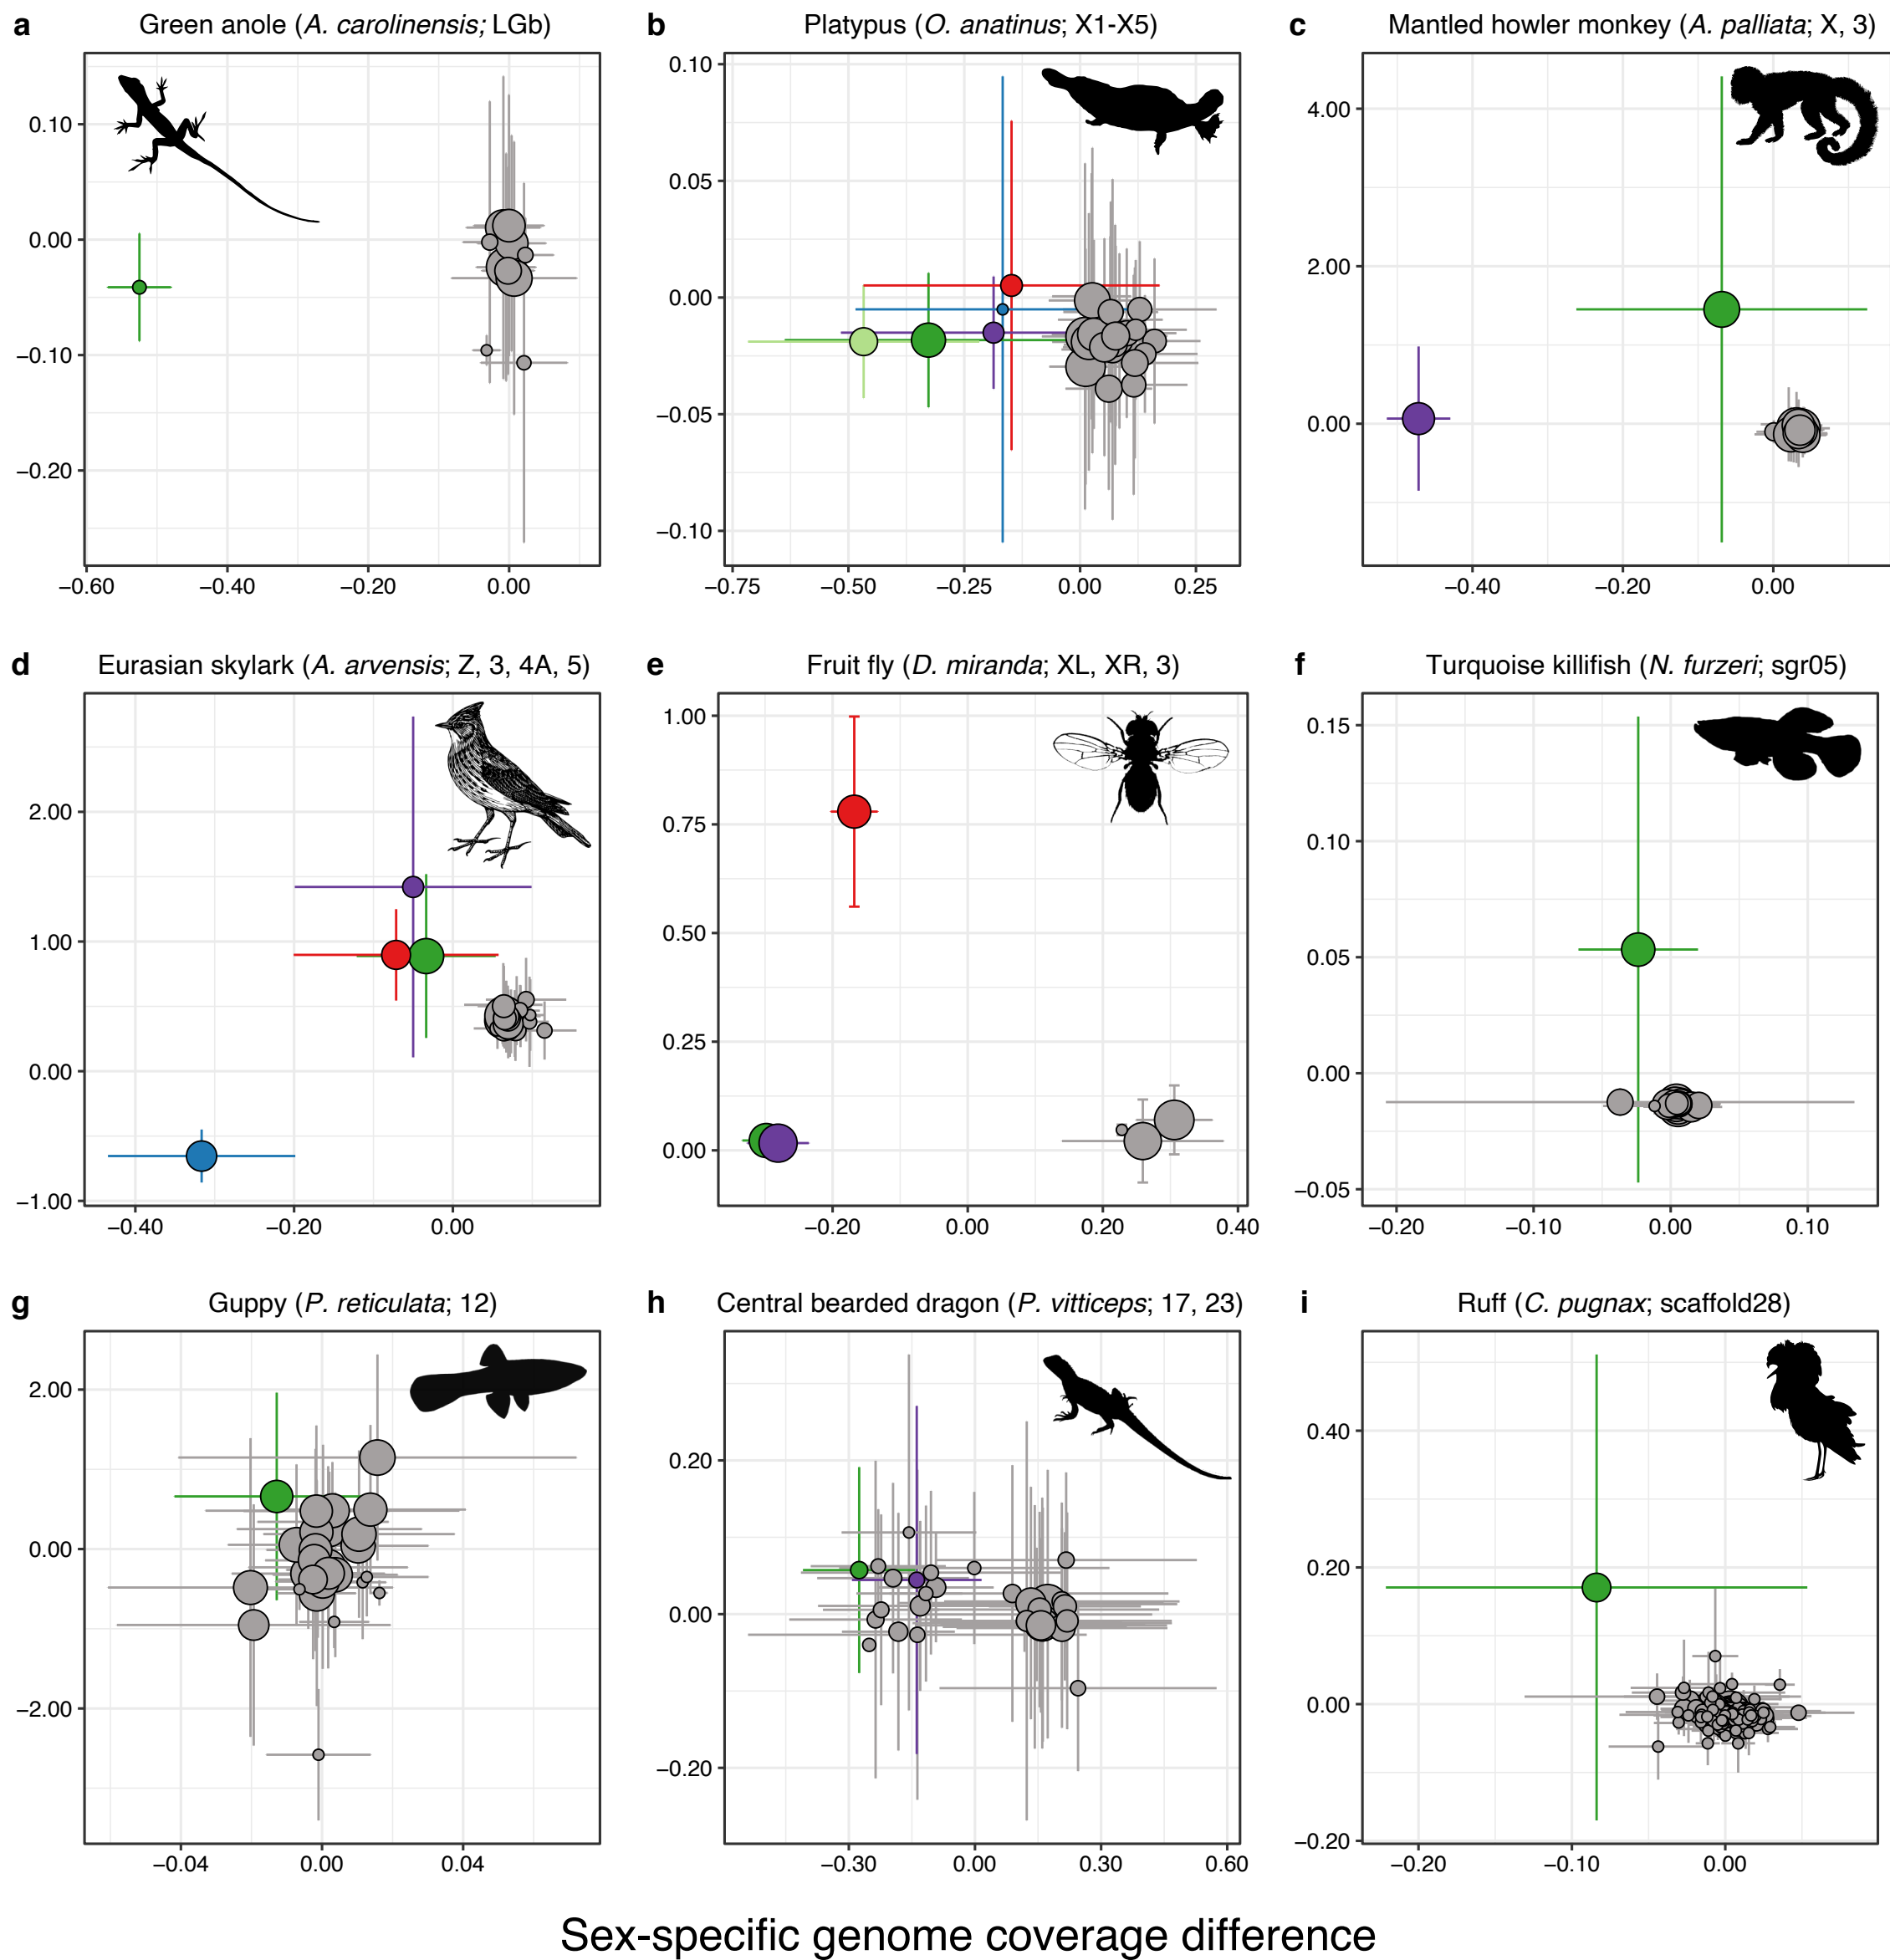 a Green anole (A. carolinensis; LGb)
0.10
0.00
−0.10
−0.20
−0.60 −0.40 −0.20 0.00
b Platypus (O. anatinus; X1-X5)
0.10
0.05
0.00
−0.05
−0.10
−0.75 −0.50 −0.25 0.00 0.25
c Mantled howler monkey (A. palliata; X, 3)
4.00
2.00
0.00
−0.40 −0.20 0.00
d Eurasian skylark (A. arvensis; Z, 3, 4A, 5)
2.00
1.00
0.00
−1.00
−0.40 −0.20 0.00
e Fruit fly (D. miranda; XL, XR, 3)
1.00
0.75
0.50
0.25
0.00
−0.20 0.00 0.20 0.40
f Turquoise killifish (N. furzeri; sgr05)
0.15
0.10
0.05
0.00
−0.05
−0.20 −0.10 0.00 0.10
g Guppy (P. reticulata; 12)
2.00
0.00
−2.00
−0.04 0.00 0.04
h Central bearded dragon (P. vitticeps; 17, 23)
0.20
0.00
−0.20
−0.30 0.00 0.30 0.60
i Ruff (C. pugnax; scaffold28)
0.40
0.20
0.00
−0.20
−0.20 −0.10 0.00
Sex-specific genome coverage difference